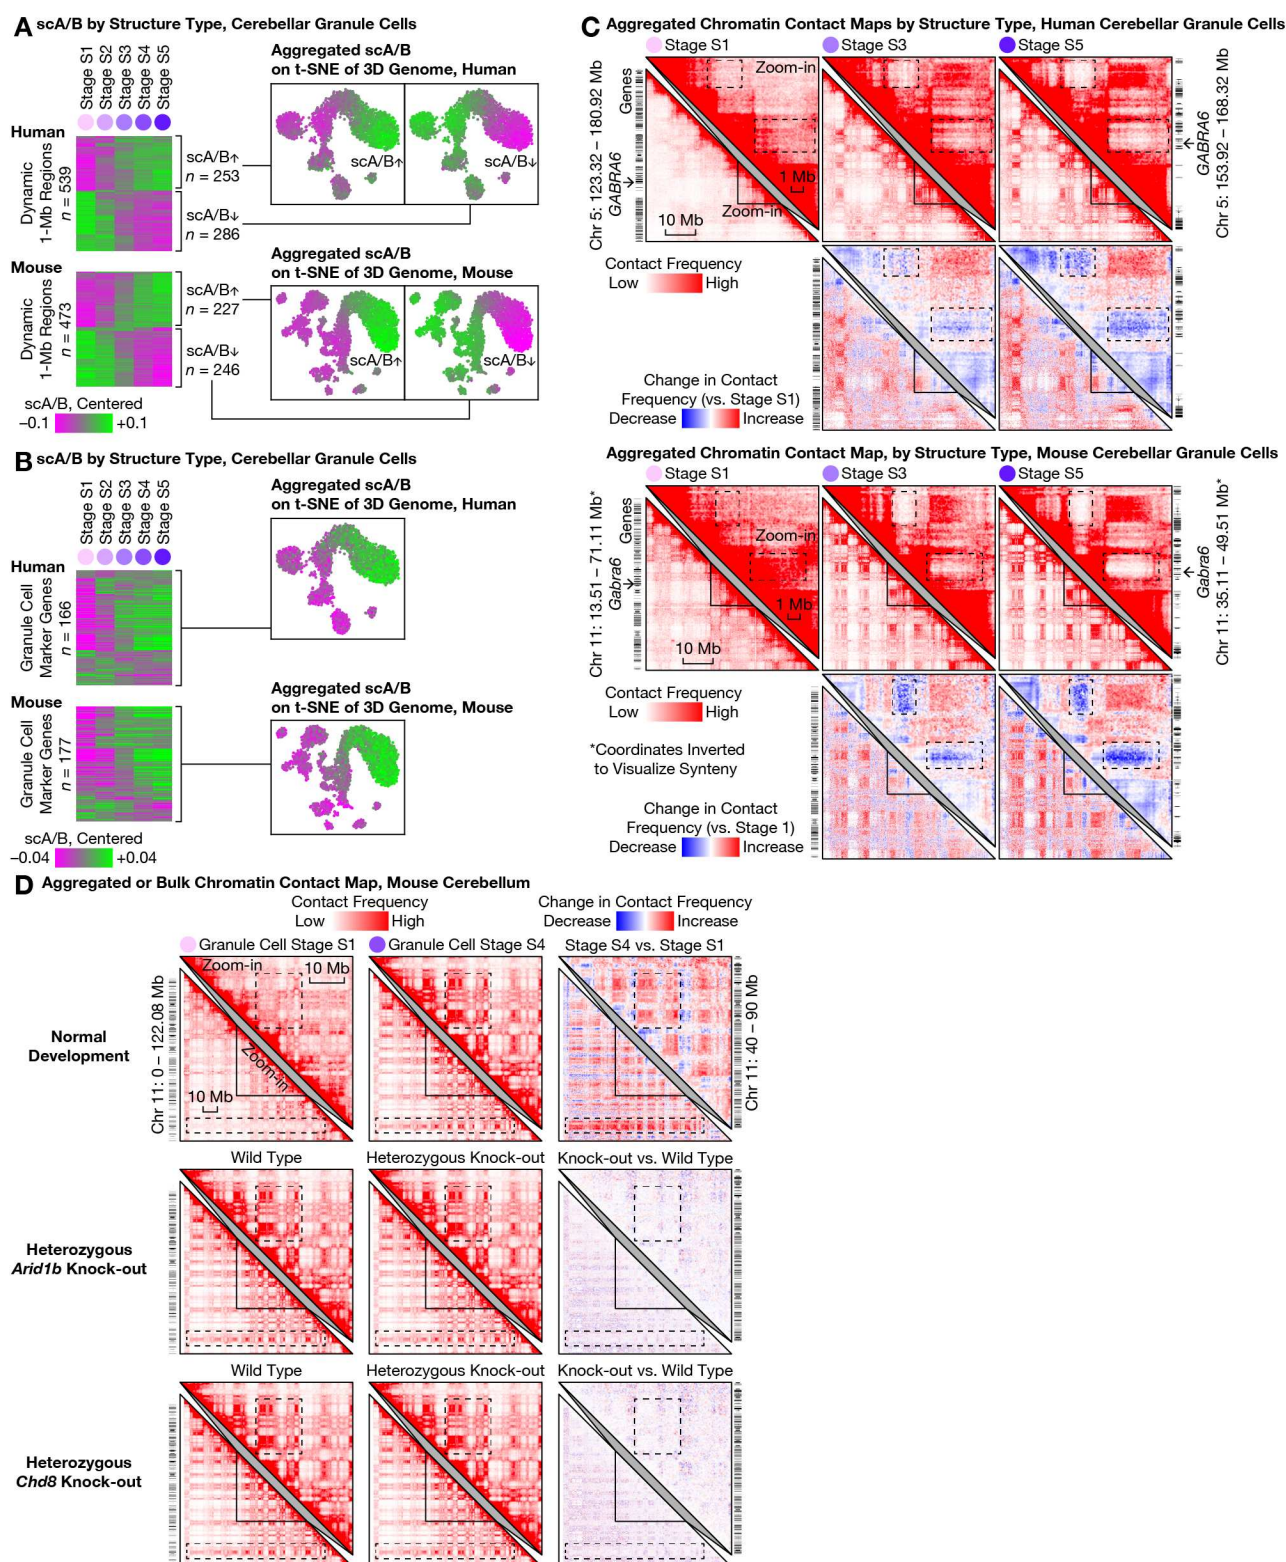 A scA/B by Structure Type, Cerebellar Granule Cells
Stage S1
Stage S2
Stage S3
Stage S4
Stage S5
Human
Dynamic
1-Mb Regions
n = 539
scA/B↑
n = 253
scA/B↓
n = 286
Aggregated scA/B
on t-SNE of 3D Genome, Human
scA/B↑
scA/B↓
Mouse
Dynamic
1-Mb Regions
n = 473
scA/B↑
n = 227
scA/B↓
n = 246
Aggregated scA/B
on t-SNE of 3D Genome, Mouse
scA/B↑
scA/B↓
scA/B, Centered
−0.1 +0.1
B scA/B by Structure Type, Cerebellar Granule Cells
Stage S1
Stage S2
Stage S3
Stage S4
Stage S5
Human
Granule Cell
Marker Genes
n = 166
Aggregated scA/B
on t-SNE of 3D Genome, Human
Mouse
Granule Cell
Marker Genes
n = 177
Aggregated scA/B
on t-SNE of 3D Genome, Mouse
scA/B, Centered
−0.04 +0.04
C Aggregated Chromatin Contact Maps by Structure Type, Human Cerebellar Granule Cells
Stage S1 Stage S3 Stage S5
Chr 5: 123.32 – 180.92 Mb
GABRA6
Genes
Zoom-in
1 Mb
Zoom-in
10 Mb
GABRA6
Chr 5: 153.92 – 168.32 Mb
Contact Frequency
Low High
Change in Contact
Frequency (vs. Stage S1)
Decrease Increase
Aggregated Chromatin Contact Map, by Structure Type, Mouse Cerebellar Granule Cells
Stage S1 Stage S3 Stage S5
Chr 11: 13.51 – 71.11 Mb*
Gabra6
Genes
Zoom-in
1 Mb
10 Mb
Gabra6
Chr 11: 35.11 – 49.51 Mb*
Contact Frequency
Low High
*Coordinates Inverted
to Visualize Synteny
Change in Contact
Frequency (vs. Stage 1)
Decrease Increase
D Aggregated or Bulk Chromatin Contact Map, Mouse Cerebellum
Contact Frequency
Low High
Change in Contact Frequency
Decrease Increase
Granule Cell Stage S1 Granule Cell Stage S4 Stage S4 vs. Stage S1
Normal
Development
Chr 11: 0 – 122.08 Mb
Zoom-in
10 Mb
Zoom-in
10 Mb
Chr 11: 40 – 90 Mb
Wild Type Heterozygous Knock-out Knock-out vs. Wild Type
Heterozygous
Arid1b Knock-out
Wild Type Heterozygous Knock-out Knock-out vs. Wild Type
Heterozygous
Chd8 Knock-out